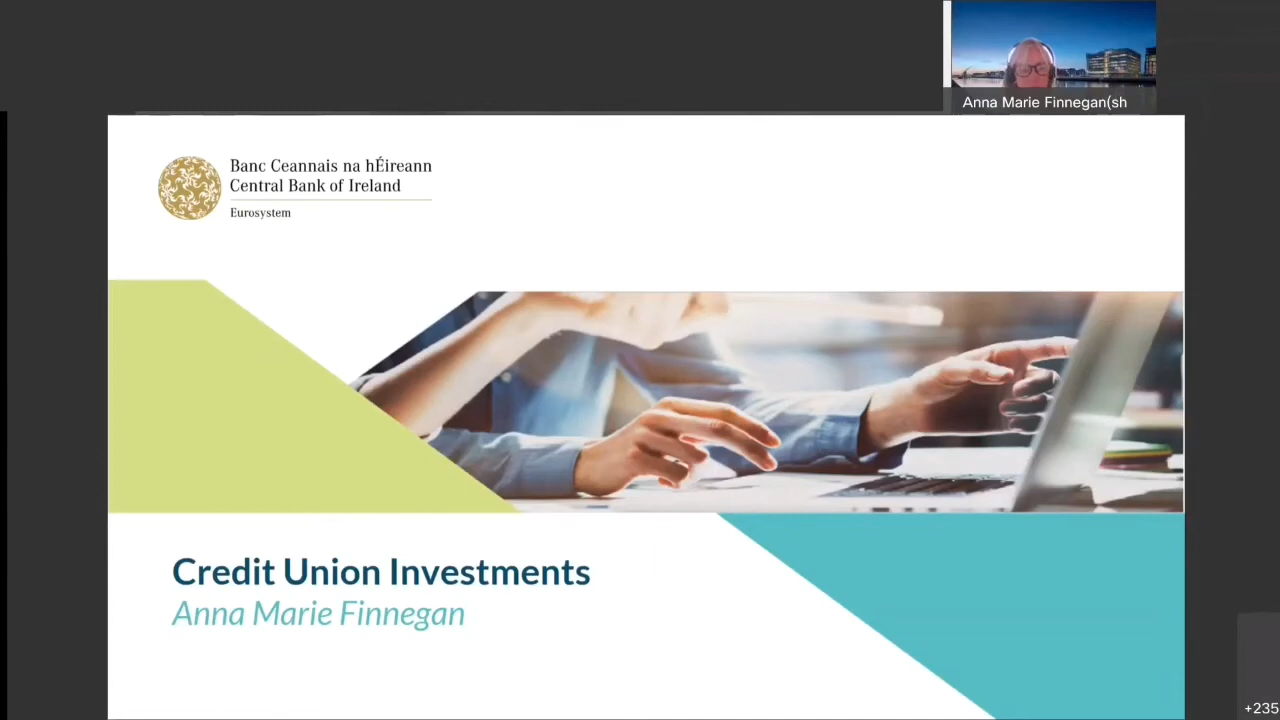 Anna Marie Finnegan(sh
Banc Ceannais na hÉireann
Central Bank of Ireland
Eurosystem
Credit Union Investments
Anna Marie Finnegan
+235